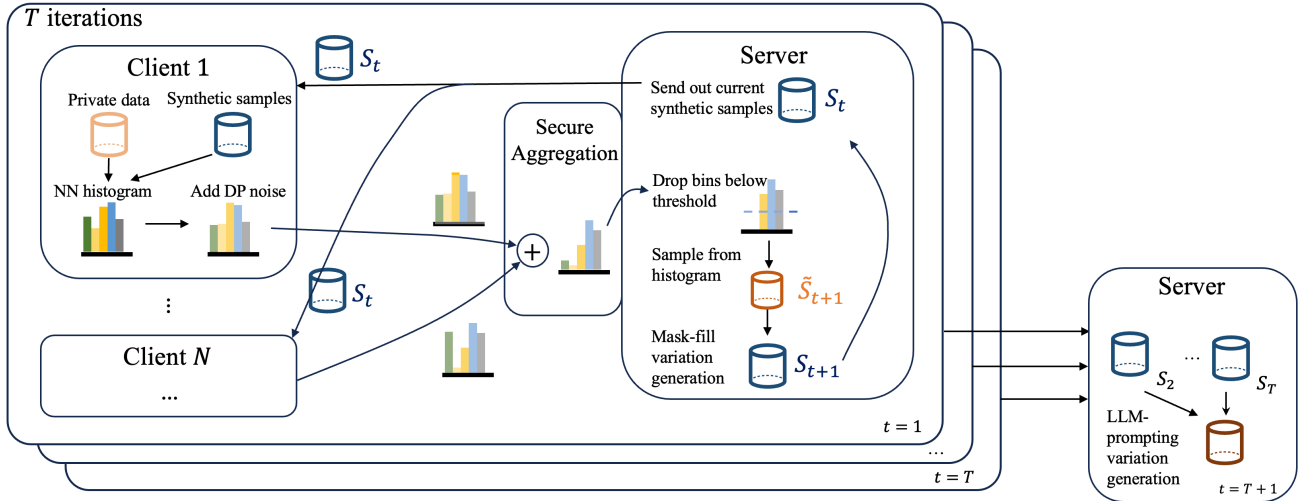 T iterations
Client 1
Private data
Synthetic samples
NN histogram
Add DP noise
⋮
Client N
...
S_t
S_t
Secure
Aggregation
+
Server
Send out current
synthetic samples
S_t
Drop bins below
threshold
Sample from
histogram
S̃_{t+1}
Mask-fill
variation
generation
S_{t+1}
t = 1
...
t = T
Server
...
S_2
S_T
LLM-
prompting
variation
generation
t = T + 1